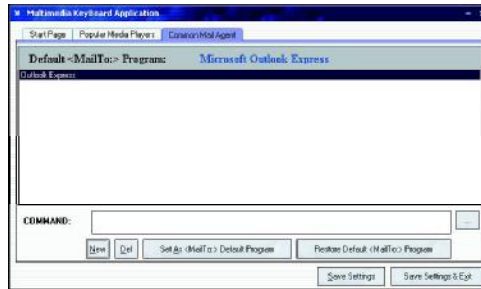 Multimedia Keyboard Application
Start Page Popular Media Players Common Mail Agent
Default <MailTo:> Program: Microsoft Outlook Express
Outlook Express
COMMAND: ...
New Del Set As <MailTo:> Default Program Restore Default <MailTo:> Program
Save Settings Save Settings & Exit